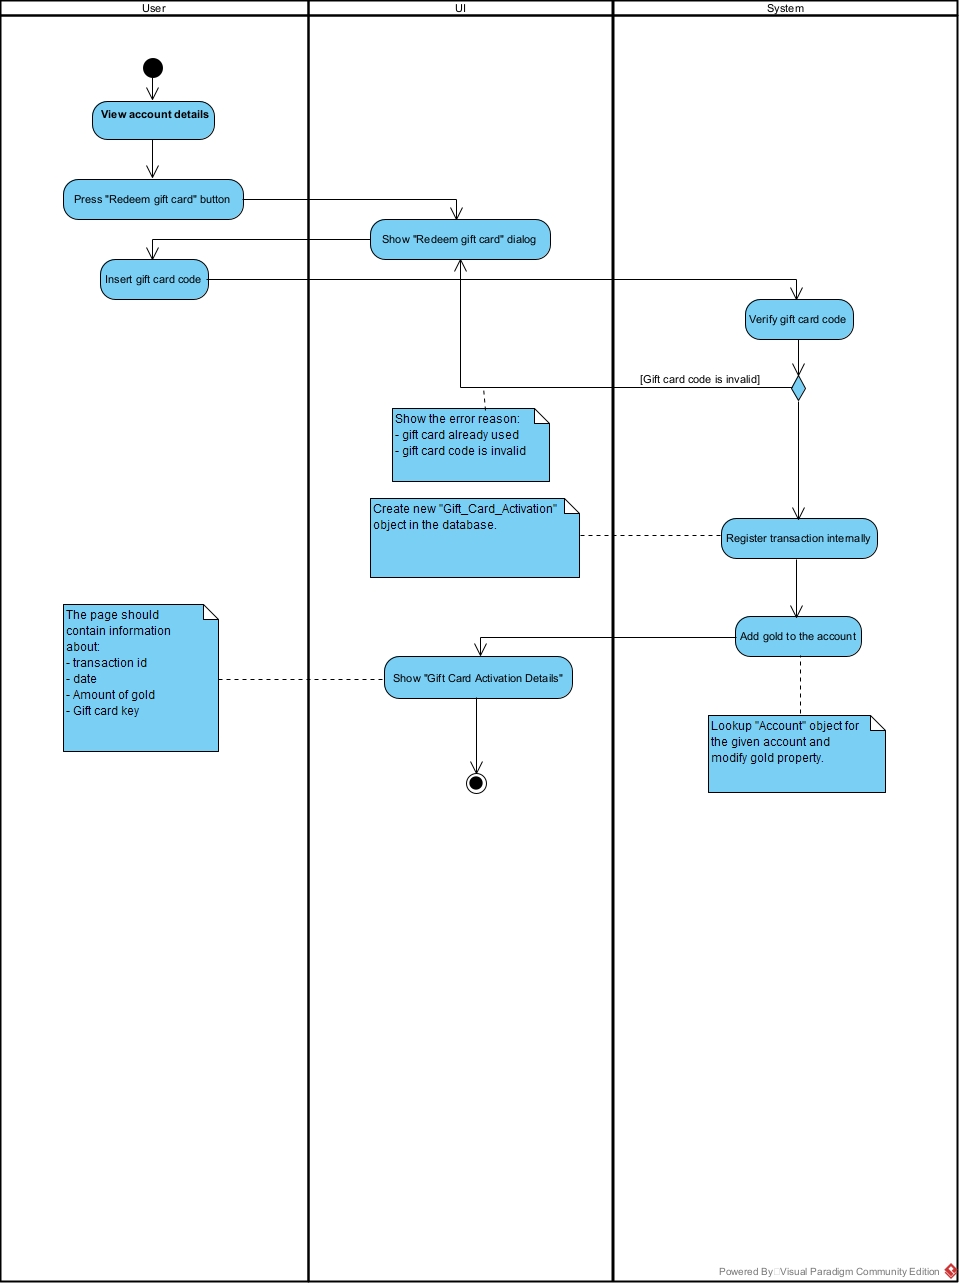 User
UI
System
View account details
Press "Redeem gift card" button
Show "Redeem gift card" dialog
Insert gift card code
Verify gift card code
[Gift card code is invalid]
Show the error reason:
- gift card already used
- gift card code is invalid
Create new "Gift_Card_Activation"
object in the database.
Register transaction internally
The page should
contain information
about:
- transaction id
- date
- Amount of gold
- Gift card key
Add gold to the account
Show "Gift Card Activation Details"
Lookup "Account" object for
the given account and
modify gold property.
Powered By Visual Paradigm Community Edition